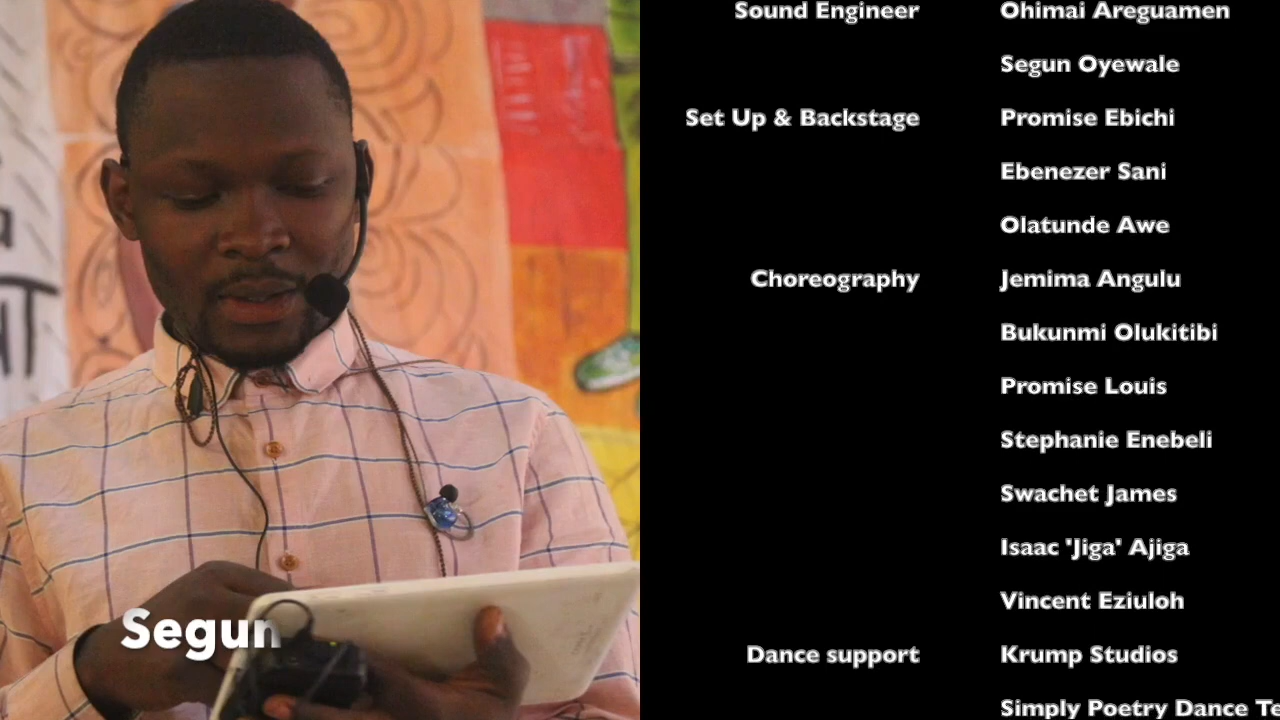 Segun
Sound Engineer Ohimai Areguamen
Segun Oyewale
Set Up & Backstage Promise Ebichi
Ebenezer Sani
Olatunde Awe
Choreography Jemima Angulu
Bukunmi Olukitibi
Promise Louis
Stephanie Enebeli
Swachet James
Isaac 'Jiga' Ajiga
Vincent Eziuloh
Dance support Krump Studios
Simply Poetry Dance